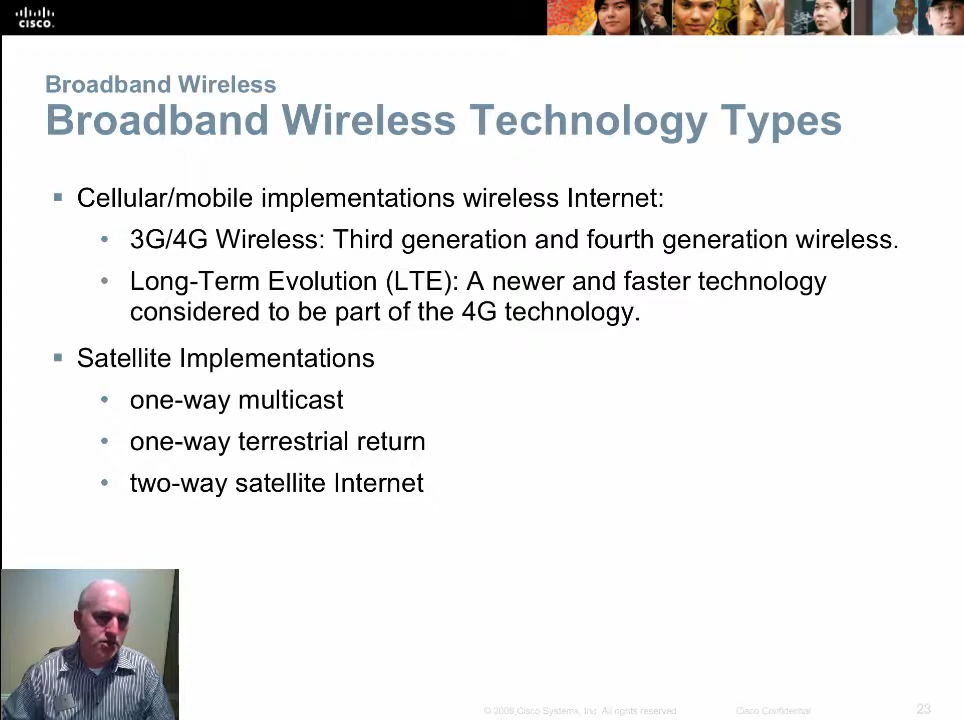 CISCO.
Broadband Wireless
Broadband Wireless Technology Types
Cellular/mobile implementations wireless Internet:
3G/4G Wireless: Third generation and fourth generation wireless.
Long-Term Evolution (LTE): A newer and faster technology
considered to be part of the 4G technology.
Satellite Implementations
one-way multicast
one-way terrestrial return
two-way satellite Internet
© 2008 Cisco Systems, Inc. All rights reserved. Cisco Confidential 23